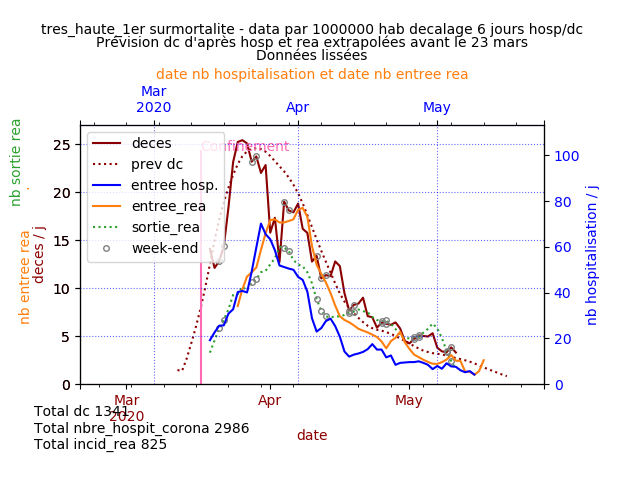 tres_haute_1er surmortalite - data par 1000000 hab decalage 6 jours hosp/dc
Prévision dc d'après hosp et rea extrapolées avant le 23 mars
Données lissées
date nb hospitalisation et date nb entree rea
Mar
2020
Apr
May
Confinement
deces
prev dc
entree hosp.
entree_rea
sortie_rea
week-end
nb sortie rea
nb entree rea
deces / j
nb hospitalisation / j
0
5
10
15
20
25
0
20
40
60
80
100
Mar
2020
Apr
May
date
Total dc 1341
Total nbre_hospit_corona 2986
Total incid_rea 825